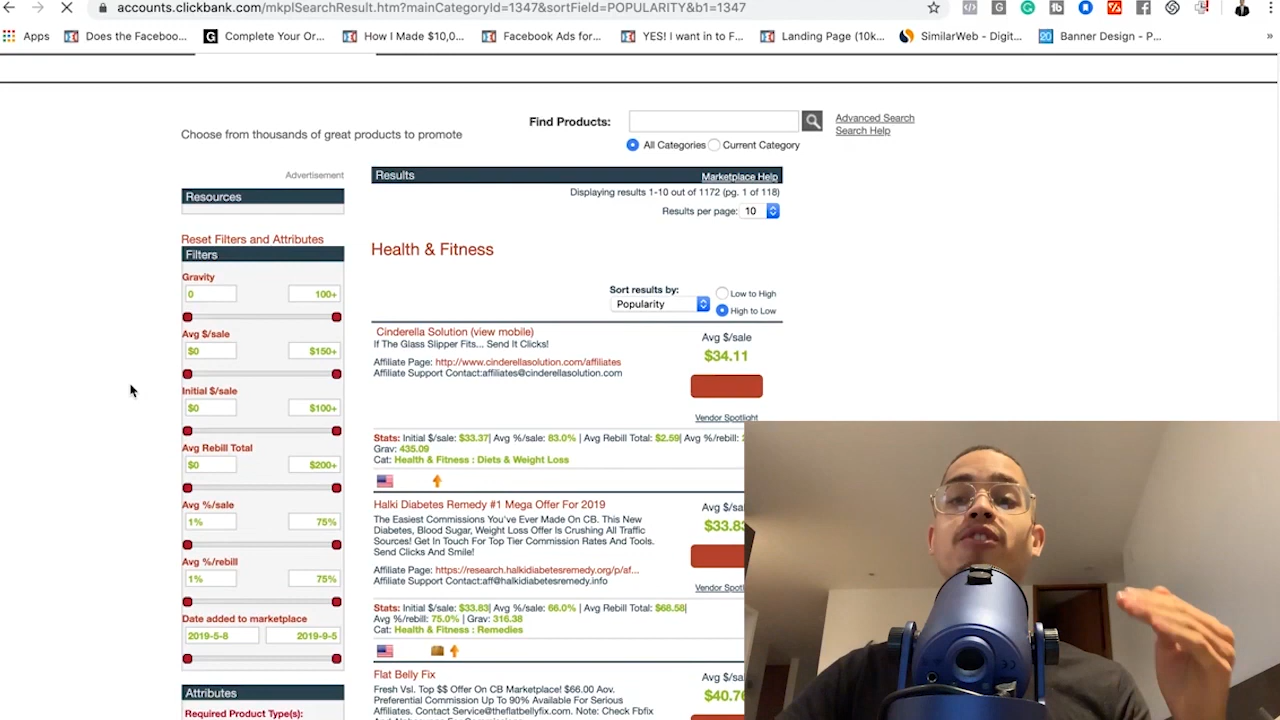 accounts.clickbank.com/mkplSearchResult.htm?mainCategoryId=1347&sortField=POPULARITY&b1=1347
Apps Does the Faceboo... Complete Your Or... How I Made $10,0... Facebook Ads for... YES! I want in to F... Landing Page (10k... SimilarWeb - Digit... Banner Design - P... »
Find Products:
Advanced Search
Search Help
All Categories Current Category
Choose from thousands of great products to promote
Advertisement
Resources
Reset Filters and Attributes
Filters
Gravity
0 100+
Avg $/sale
$0 $150+
Initial $/sale
$0 $100+
Avg Rebill Total
$0 $200+
Avg %/sale
1% 75%
Avg %/rebill
1% 75%
Date added to marketplace
2019-5-8 2019-9-5
Attributes
Required Product Type(s):
Results Marketplace Help
Displaying results 1-10 out of 1172 (pg. 1 of 118)
Results per page: 10
Health & Fitness
Sort results by:
Popularity
Low to High
High to Low
Cinderella Solution (view mobile)
If The Glass Slipper Fits... Send It Clicks!
Affiliate Page: http://www.cinderellasolution.com/affiliates
Affiliate Support Contact:affiliates@cinderellasolution.com
Avg $/sale
$34.11
Vendor Spotlight
Stats: Initial $/sale: $33.37| Avg %/sale: 83.0% | Avg Rebill Total: $2.59| Avg %/rebill:
Grav: 435.09
Cat: Health & Fitness : Diets & Weight Loss
Halki Diabetes Remedy #1 Mega Offer For 2019
The Easiest Commissions You've Ever Made On CB. This New
Diabetes, Blood Sugar, Weight Loss Offer Is Crushing All Traffic
Sources! Get In Touch For Top Tier Commission Rates And Tools.
Send Clicks And Smile!
Affiliate Page: https://research.halkidiabetesremedy.org/p/af...
Affiliate Support Contact:aff@halkidiabetesremedy.info
Avg $/sa
$33.83
Vendor Spotl
Stats: Initial $/sale: $33.83| Avg %/sale: 66.0% | Avg Rebill Total: $68.58|
Avg %/rebill: 75.0% | Grav: 316.38
Cat: Health & Fitness : Remedies
Flat Belly Fix
Fresh Vsl. Top $$ Offer On CB Marketplace! $66.00 Aov.
Preferential Commission Up To 90% Available For Serious
Affiliates. Contact Service@theflatbellyfix.com. Note: Check Fbfix
Avg $/sa
$40.76